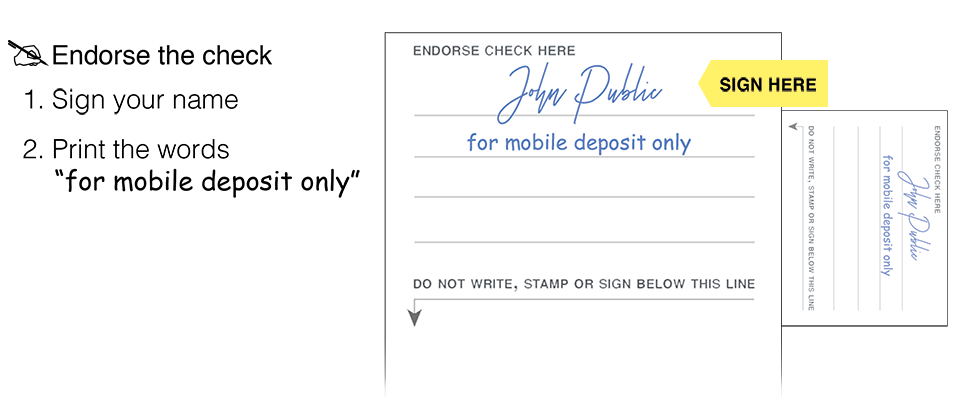 Endorse the check
1. Sign your name
2. Print the words
“for mobile deposit only”
ENDORSE CHECK HERE
John Public
SIGN HERE
for mobile deposit only
DO NOT WRITE, STAMP OR SIGN BELOW THIS LINE
ENDORSE CHECK HERE
John Public
for mobile deposit only
DO NOT WRITE, STAMP OR SIGN BELOW THIS LINE